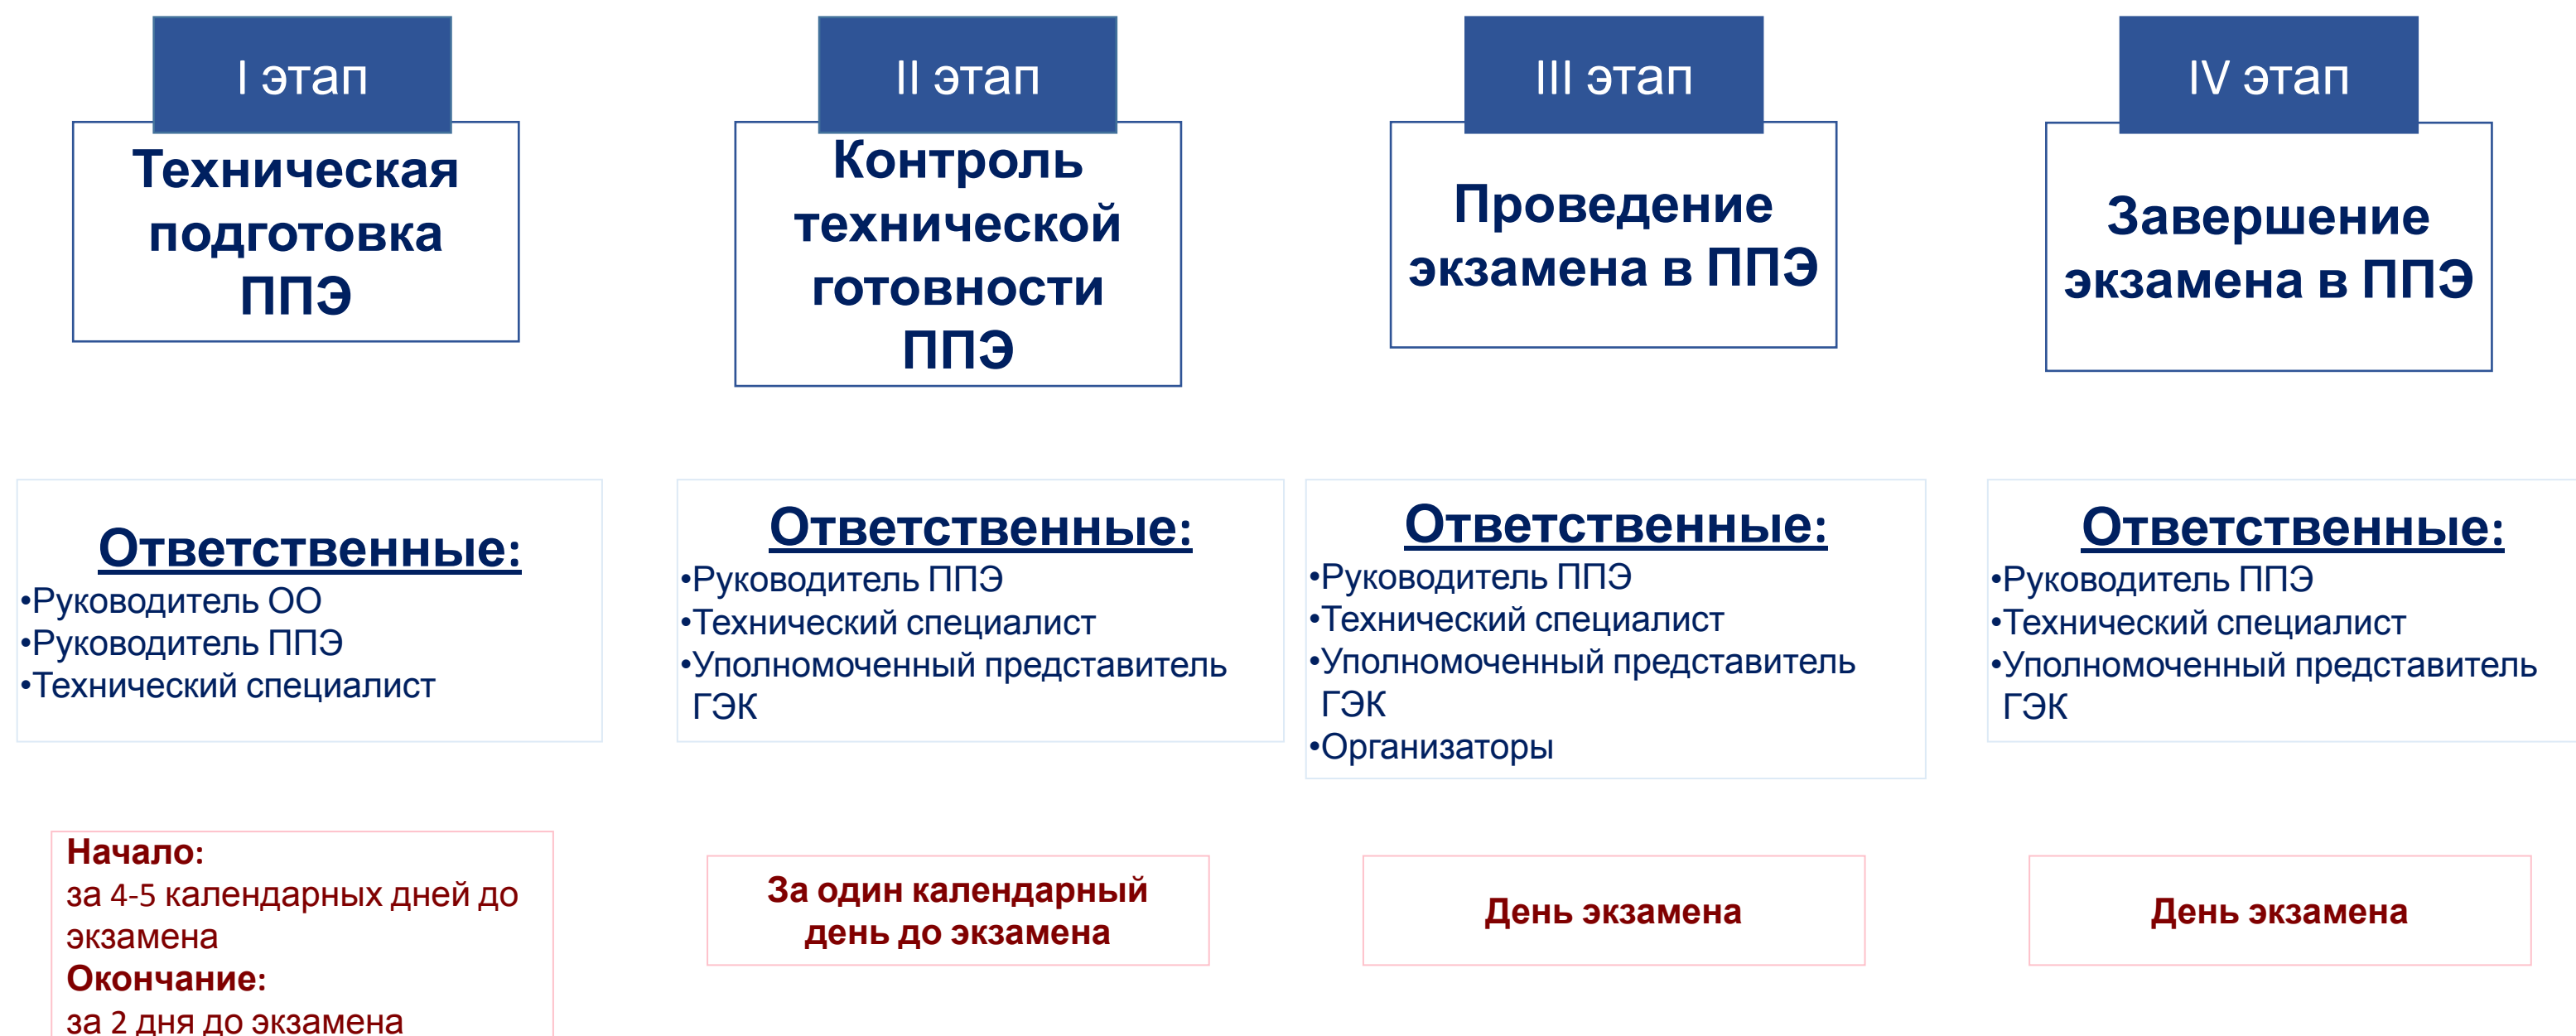 I этап
Техническая
подготовка
ППЭ
II этап
Контроль
технической
готовности
ППЭ
III этап
Проведение
экзамена в ППЭ
IV этап
Завершение
экзамена в ППЭ
Ответственные:
•Руководитель ОО
•Руководитель ППЭ
•Технический специалист
Ответственные:
•Руководитель ППЭ
•Технический специалист
•Уполномоченный представитель
ГЭК
Ответственные:
•Руководитель ППЭ
•Технический специалист
•Уполномоченный представитель
ГЭК
•Организаторы
Ответственные:
•Руководитель ППЭ
•Технический специалист
•Уполномоченный представитель
ГЭК
Начало:
за 4-5 календарных дней до
экзамена
Окончание:
за 2 дня до экзамена
За один календарный
день до экзамена
День экзамена
День экзамена